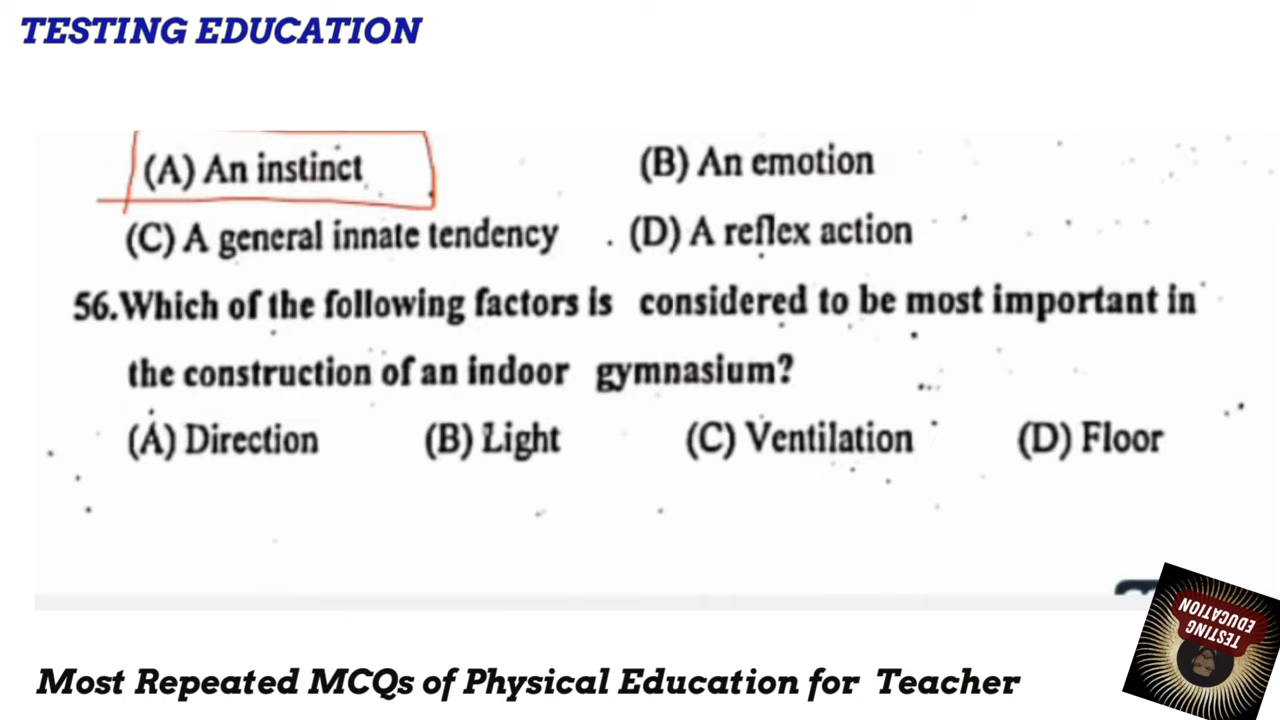 TESTING EDUCATION
(A) An instinct (B) An emotion
(C) A general innate tendency (D) A reflex action
56.Which of the following factors is considered to be most important in
the construction of an indoor gymnasium?
(A) Direction (B) Light (C) Ventilation (D) Floor
TESTING
EDUCATION
Most Repeated MCQs of Physical Education for Teacher